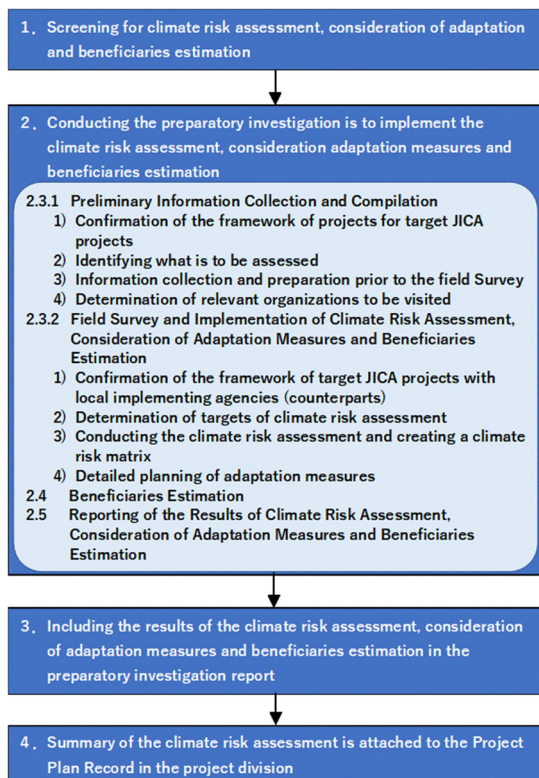 1. Screening for climate risk assessment, consideration of adaptation
and beneficiaries estimation
2. Conducting the preparatory investigation is to implement the
climate risk assessment, consideration adaptation measures and
beneficiaries estimation
2.3.1 Preliminary Information Collection and Compilation
1) Confirmation of the framework of projects for target JICA
projects
2) Identifying what is to be assessed
3) Information collection and preparation prior to the field Survey
4) Determination of relevant organizations to be visited
2.3.2 Field Survey and Implementation of Climate Risk Assessment,
Consideration of Adaptation Measures and Beneficiaries
Estimation
1) Confirmation of the framework of target JICA projects with
local implementing agencies (counterparts)
2) Determination of targets of climate risk assessment
3) Conducting the climate risk assessment and creating a climate
risk matrix
4) Detailed planning of adaptation measures
2.4 Beneficiaries Estimation
2.5 Reporting of the Results of Climate Risk Assessment,
Consideration of Adaptation Measures and Beneficiaries
Estimation
3. Including the results of the climate risk assessment, consideration
of adaptation measures and beneficiaries estimation in the
preparatory investigation report
4. Summary of the climate risk assessment is attached to the Project
Plan Record in the project division